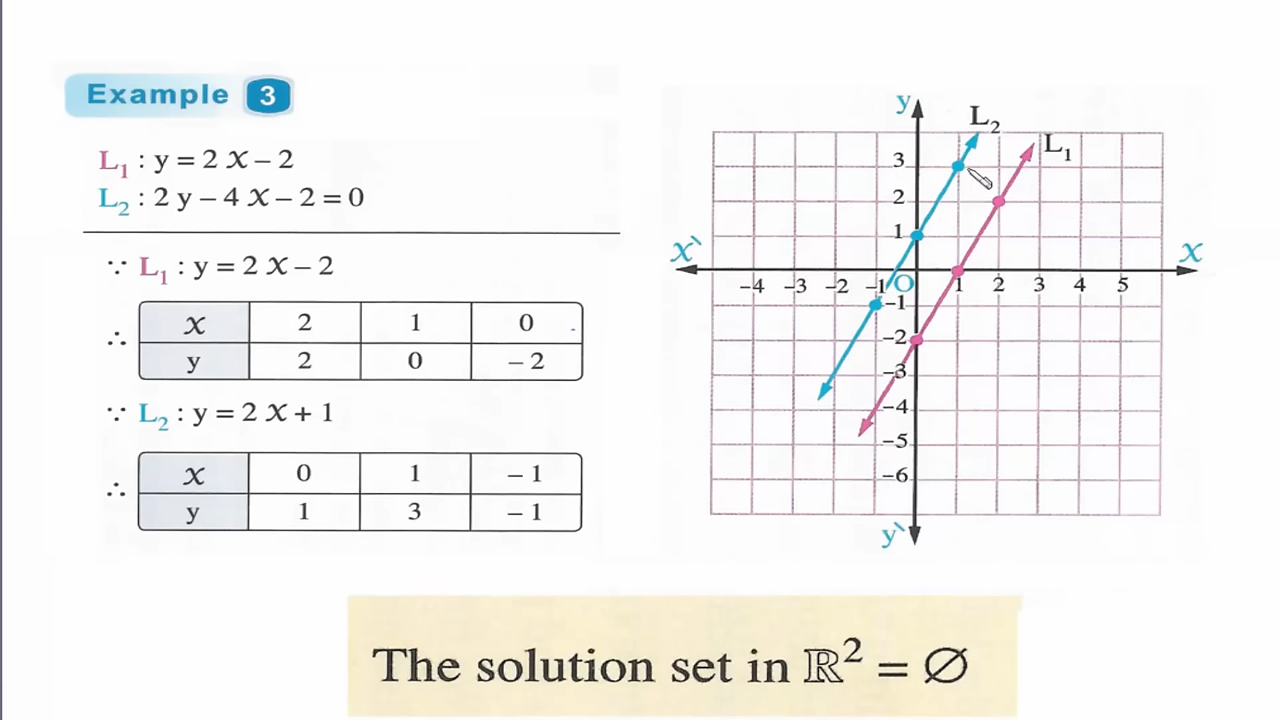 Example 3
L₁ : y = 2 x – 2
L₂ : 2 y – 4 x – 2 = 0
∵ L₁ : y = 2 x – 2
∴
x 2 1 0
y 2 0 – 2
∵ L₂ : y = 2 x + 1
∴
x 0 1 – 1
y 1 3 – 1
y
L₂
L₁
3
2
1
x` x
–4 –3 –2 –1 O 1 2 3 4 5
–1
–2
–3
–4
–5
–6
y`
The solution set in ℝ² = ∅